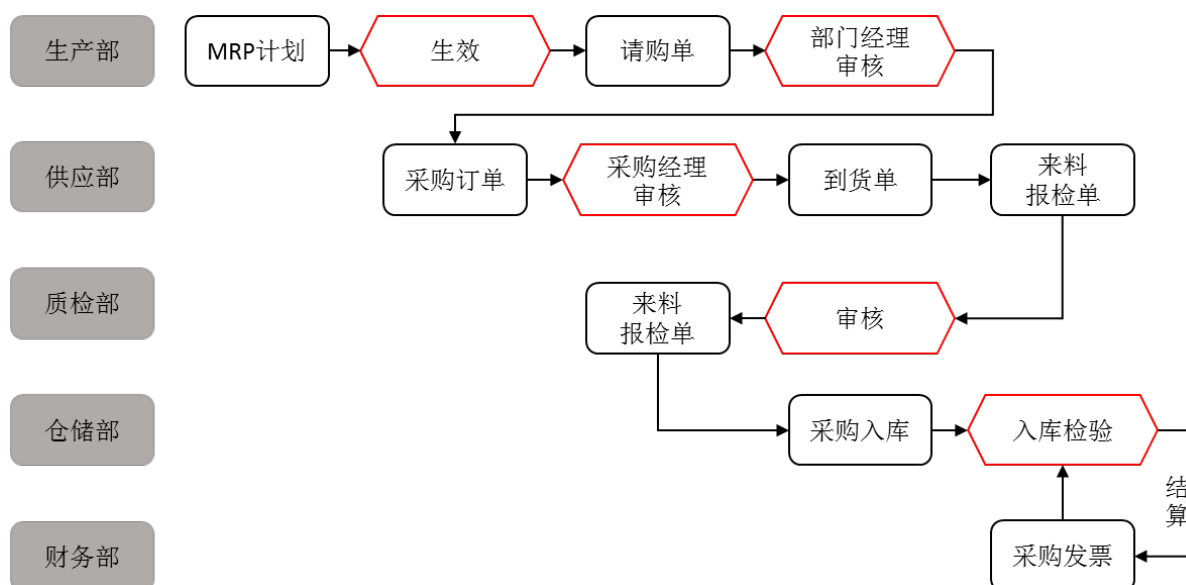 生产部
MRP计划
生效
请购单
部门经理
审核
供应部
采购订单
采购经理
审核
到货单
来料
报检单
质检部
来料
报检单
审核
仓储部
采购入库
入库检验
结
算
财务部
采购发票